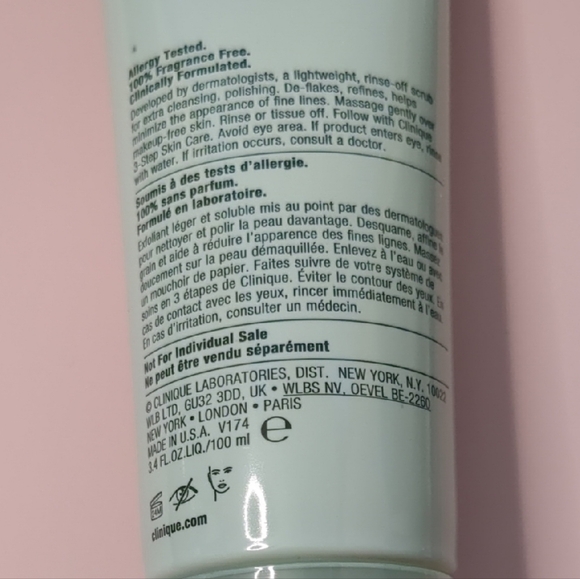 Allergy Tested.
100% Fragrance Free.
Clinically Formulated.
Developed by dermatologists, a lightweight, rinse-off scrub
for extra cleansing, polishing. De-flakes, refines, helps
minimize the appearance of fine lines. Massage gently over
makeup-free skin. Rinse or tissue off. Follow with Clinique
3-Step Skin Care. Avoid eye area. If product enters eye, rinse
with water. If irritation occurs, consult a doctor.
Soumis à des tests d'allergie.
100% sans parfum.
Formulé en laboratoire.
Exfoliant léger et soluble mis au point par des dermatologues
pour nettoyer et polir la peau davantage. Desquame, affine le
grain et aide à réduire l'apparence des fines lignes. Masser
doucement sur la peau démaquillée. Enlevez à l'eau ou avec
un mouchoir de papier. Faites suivre de votre système de
soins en 3 étapes de Clinique. Éviter le contour des yeux. En
cas de contact avec les yeux, rincer immédiatement à l'eau.
En cas d'irritation, consulter un médecin.
Not For Individual Sale
Ne peut être vendu séparément
© CLINIQUE LABORATORIES, DIST. NEW YORK, N.Y. 10022
WLB LTD, GU32 3DD, UK • WLBS NV, OEVEL BE-2260
NEW YORK • LONDON • PARIS
MADE IN U.S.A. V174
3.4 FL.OZ.LIQ./100 ml e
24M
clinique.com